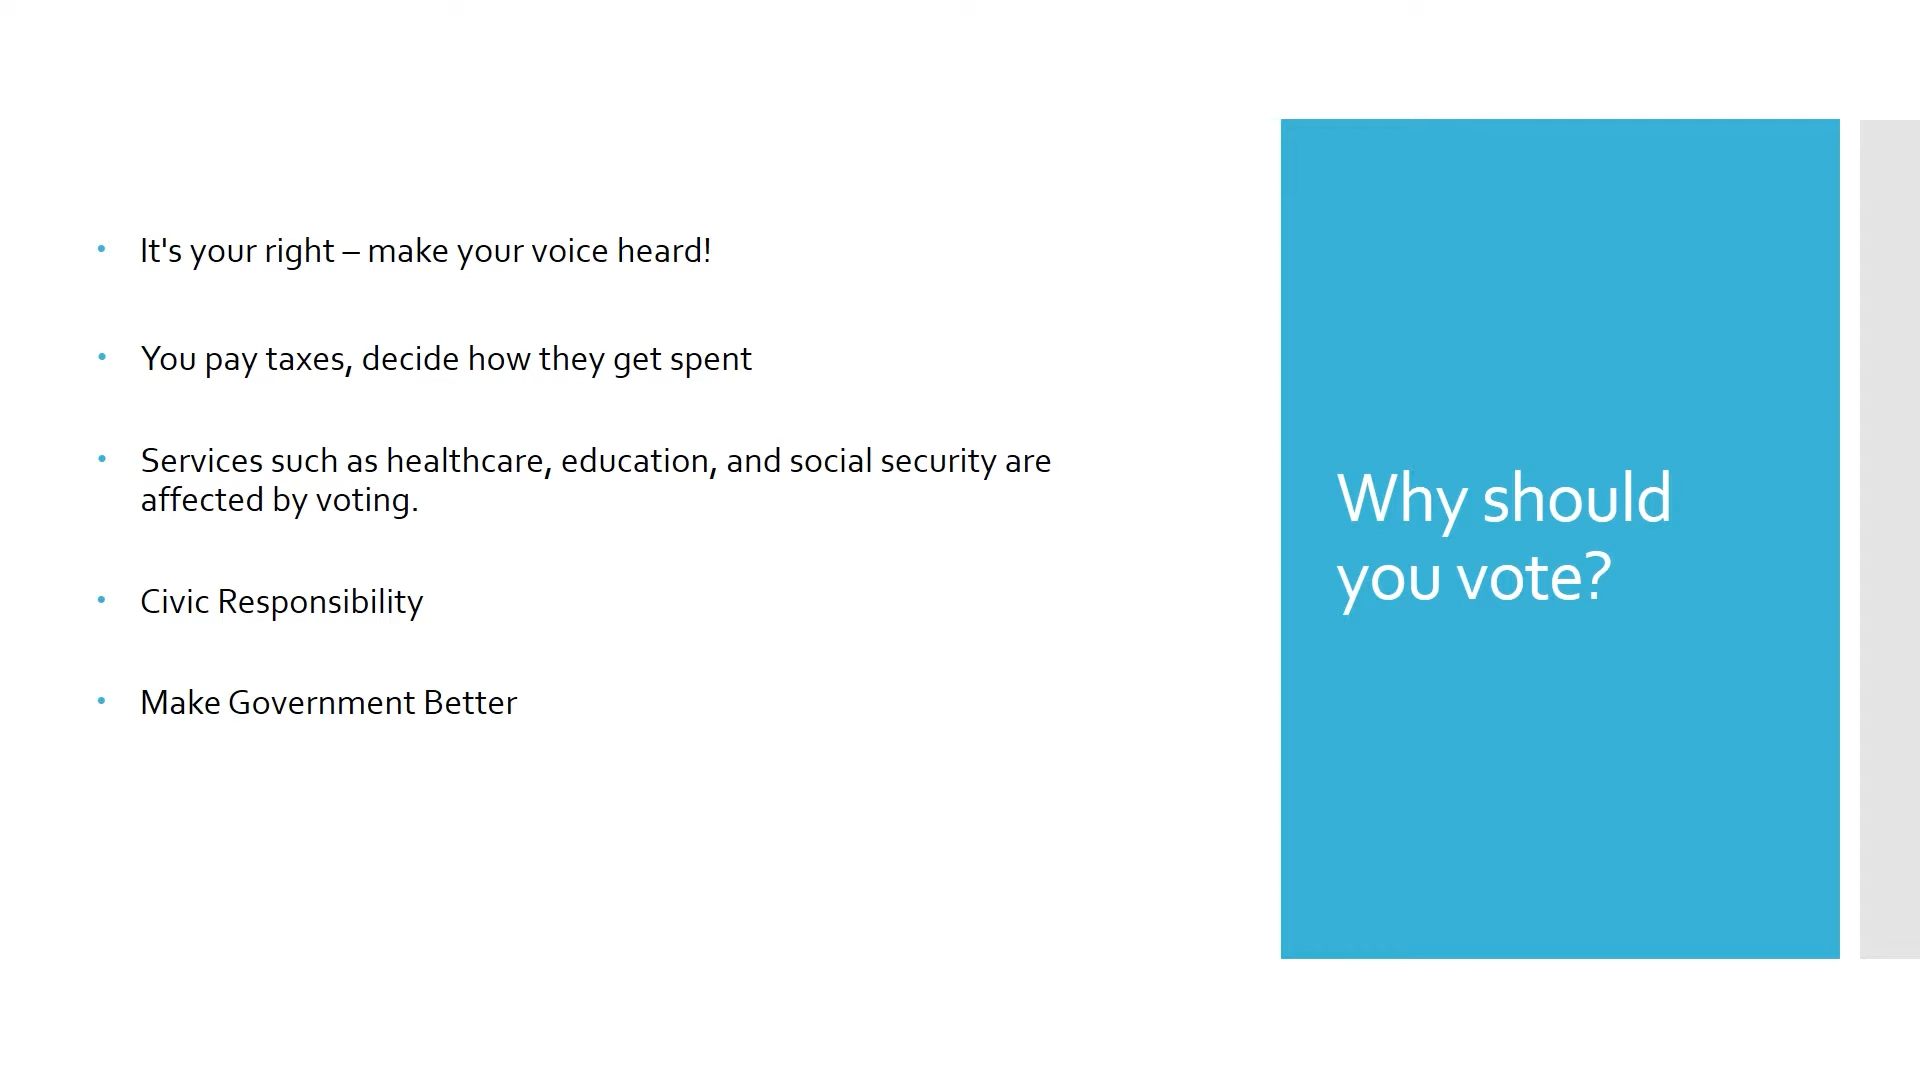 • It's your right – make your voice heard!
• You pay taxes, decide how they get spent
• Services such as healthcare, education, and social security are
affected by voting.
• Civic Responsibility
• Make Government Better
Why should
you vote?